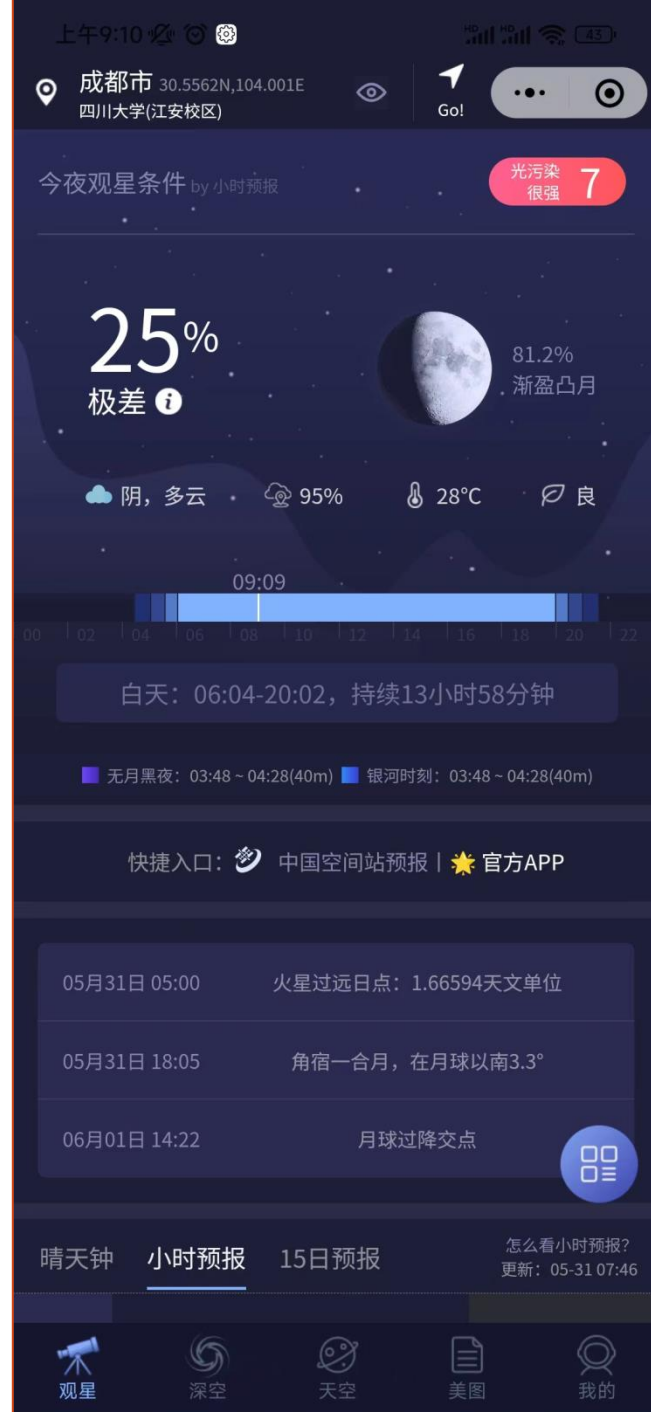 上午9:10
43
成都市 30.5562N,104.001E
四川大学(江安校区)
Go!
今夜观星条件 by 小时预报
光污染
很强
7
25%
极差
81.2%
渐盈凸月
阴，多云
95%
28°C
良
09:09
00 02 04 06 08 10 12 14 16 18 20 22
白天：06:04-20:02，持续13小时58分钟
无月黑夜：03:48 ~ 04:28(40m) 银河时刻：03:48 ~ 04:28(40m)
快捷入口： 中国空间站预报 | 官方APP
05月31日 05:00 火星过远日点：1.66594天文单位
05月31日 18:05 角宿一合月，在月球以南3.3°
06月01日 14:22 月球过降交点
晴天钟 小时预报 15日预报
怎么看小时预报?
更新：05-31 07:46
观星 深空 天空 美图 我的